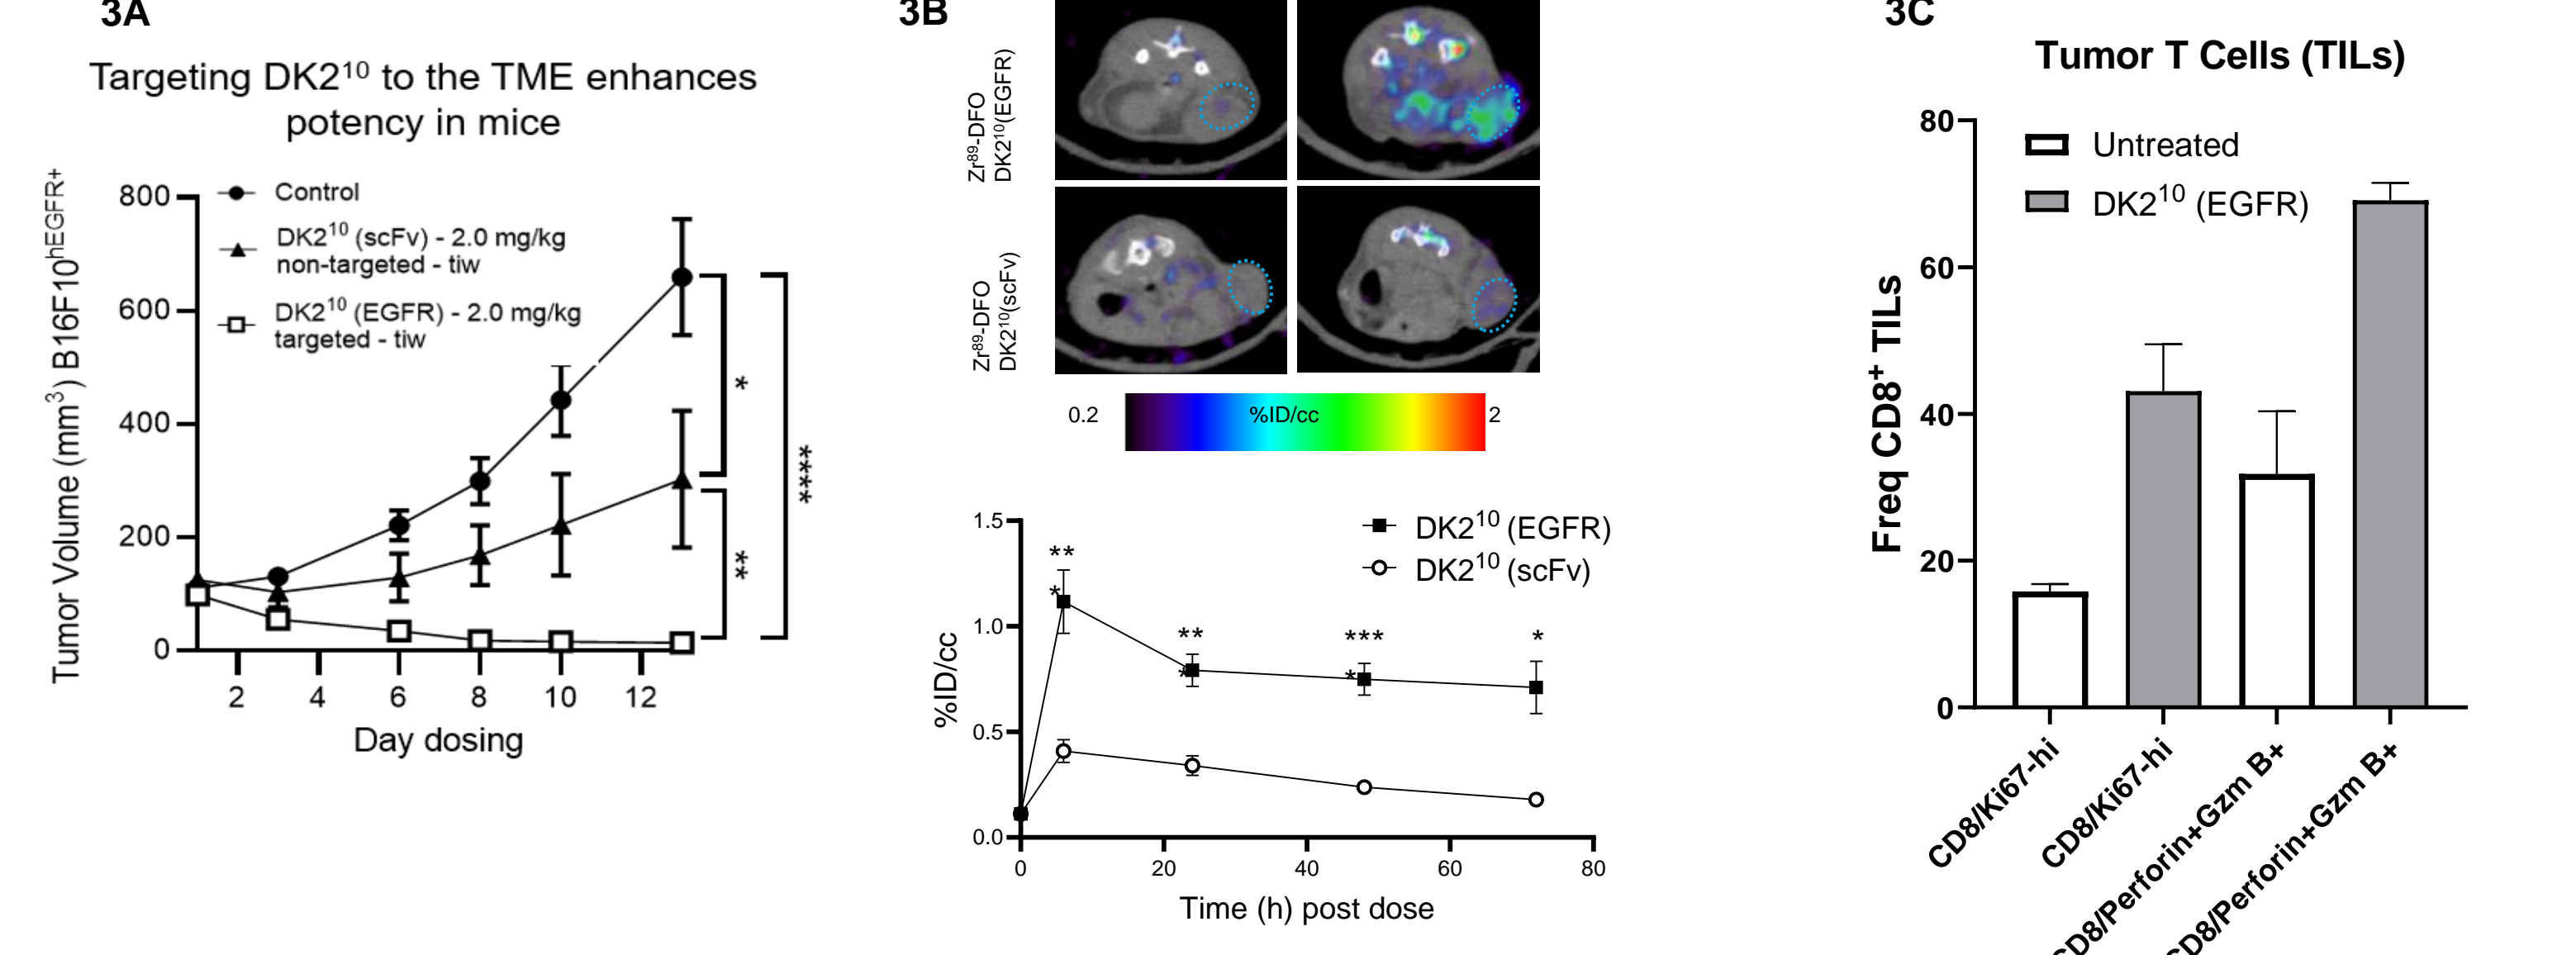 3A
Targeting DK2¹⁰ to the TME enhances
potency in mice
Tumor Volume (mm³) B16F10ʰᴱᴳᶠᴿ⁺
800
600
400
200
0
Control
DK2¹⁰ (scFv) - 2.0 mg/kg
non-targeted - tiw
DK2¹⁰ (EGFR) - 2.0 mg/kg
targeted - tiw
*
**
****
2 4 6 8 10 12
Day dosing
3B
Zr⁸⁹-DFO
DK2¹⁰(EGFR)
Zr⁸⁹-DFO
DK2¹⁰(scFv)
0.2 %ID/cc 2
%ID/cc
1.5
1.0
0.5
0.0
DK2¹⁰ (EGFR)
DK2¹⁰ (scFv)
**
*
**
*
***
*
*
0 20 40 60 80
Time (h) post dose
3C
Tumor T Cells (TILs)
Freq CD8⁺ TILs
80
60
40
20
0
Untreated
DK2¹⁰ (EGFR)
CD8/Ki67-hi
CD8/Ki67-hi
CD8/Perforin+Gzm B+
CD8/Perforin+Gzm B+